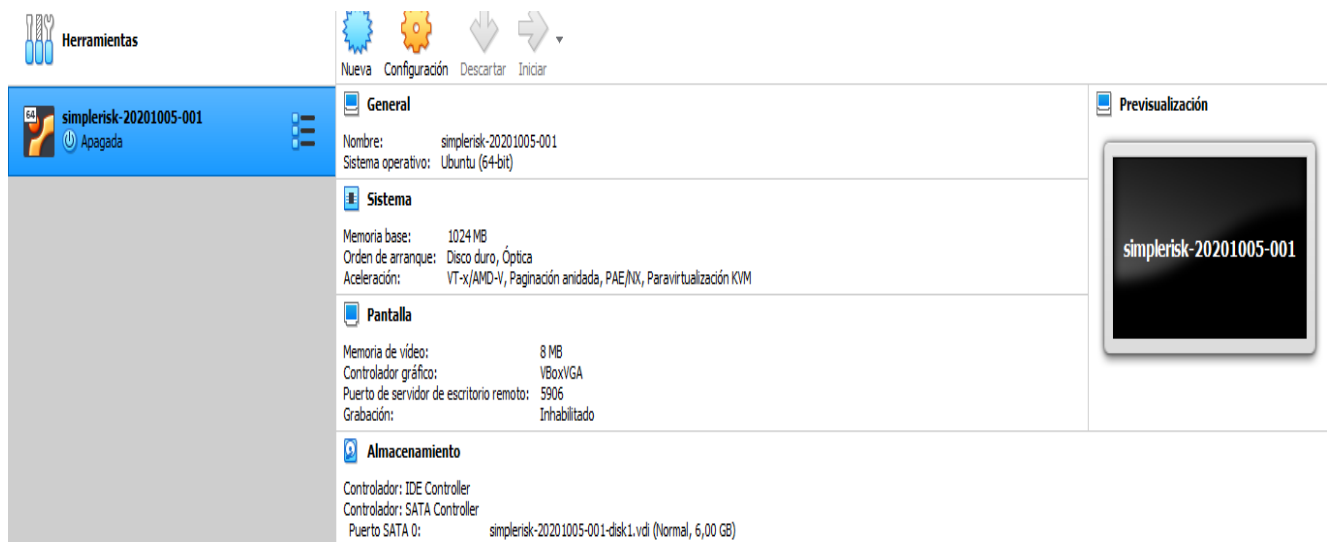 Herramientas
Nueva Configuración Descartar Iniciar
64
simplerisk-20201005-001
Apagada
General
Nombre: simplerisk-20201005-001
Sistema operativo: Ubuntu (64-bit)
Sistema
Memoria base: 1024 MB
Orden de arranque: Disco duro, Óptica
Aceleración: VT-x/AMD-V, Paginación anidada, PAE/NX, Paravirtualización KVM
Pantalla
Memoria de vídeo: 8 MB
Controlador gráfico: VBoxVGA
Puerto de servidor de escritorio remoto: 5906
Grabación: Inhabilitado
Almacenamiento
Controlador: IDE Controller
Controlador: SATA Controller
Puerto SATA 0: simplerisk-20201005-001-disk1.vdi (Normal, 6,00 GB)
Previsualización
simplerisk-20201005-001